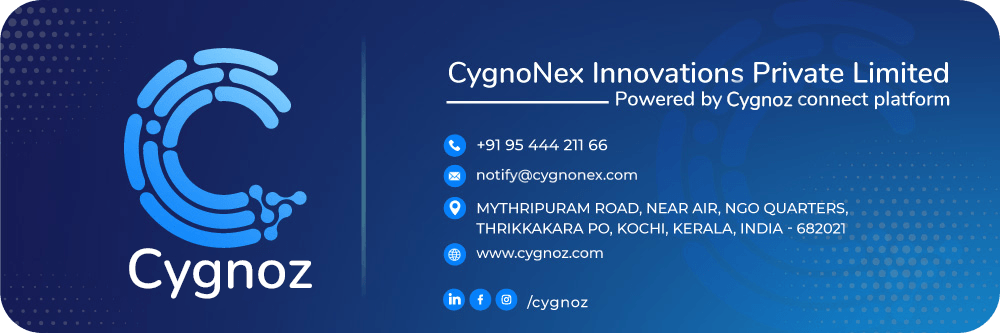 Cygnoz
CygnoNex Innovations Private Limited
Powered by Cygnoz connect platform
+91 95 444 211 66
notify@cygnonex.com
MYTHRIPURAM ROAD, NEAR AIR, NGO QUARTERS,
THRIKKAKARA PO, KOCHI, KERALA, INDIA - 682021
www.cygnoz.com
/cygnoz